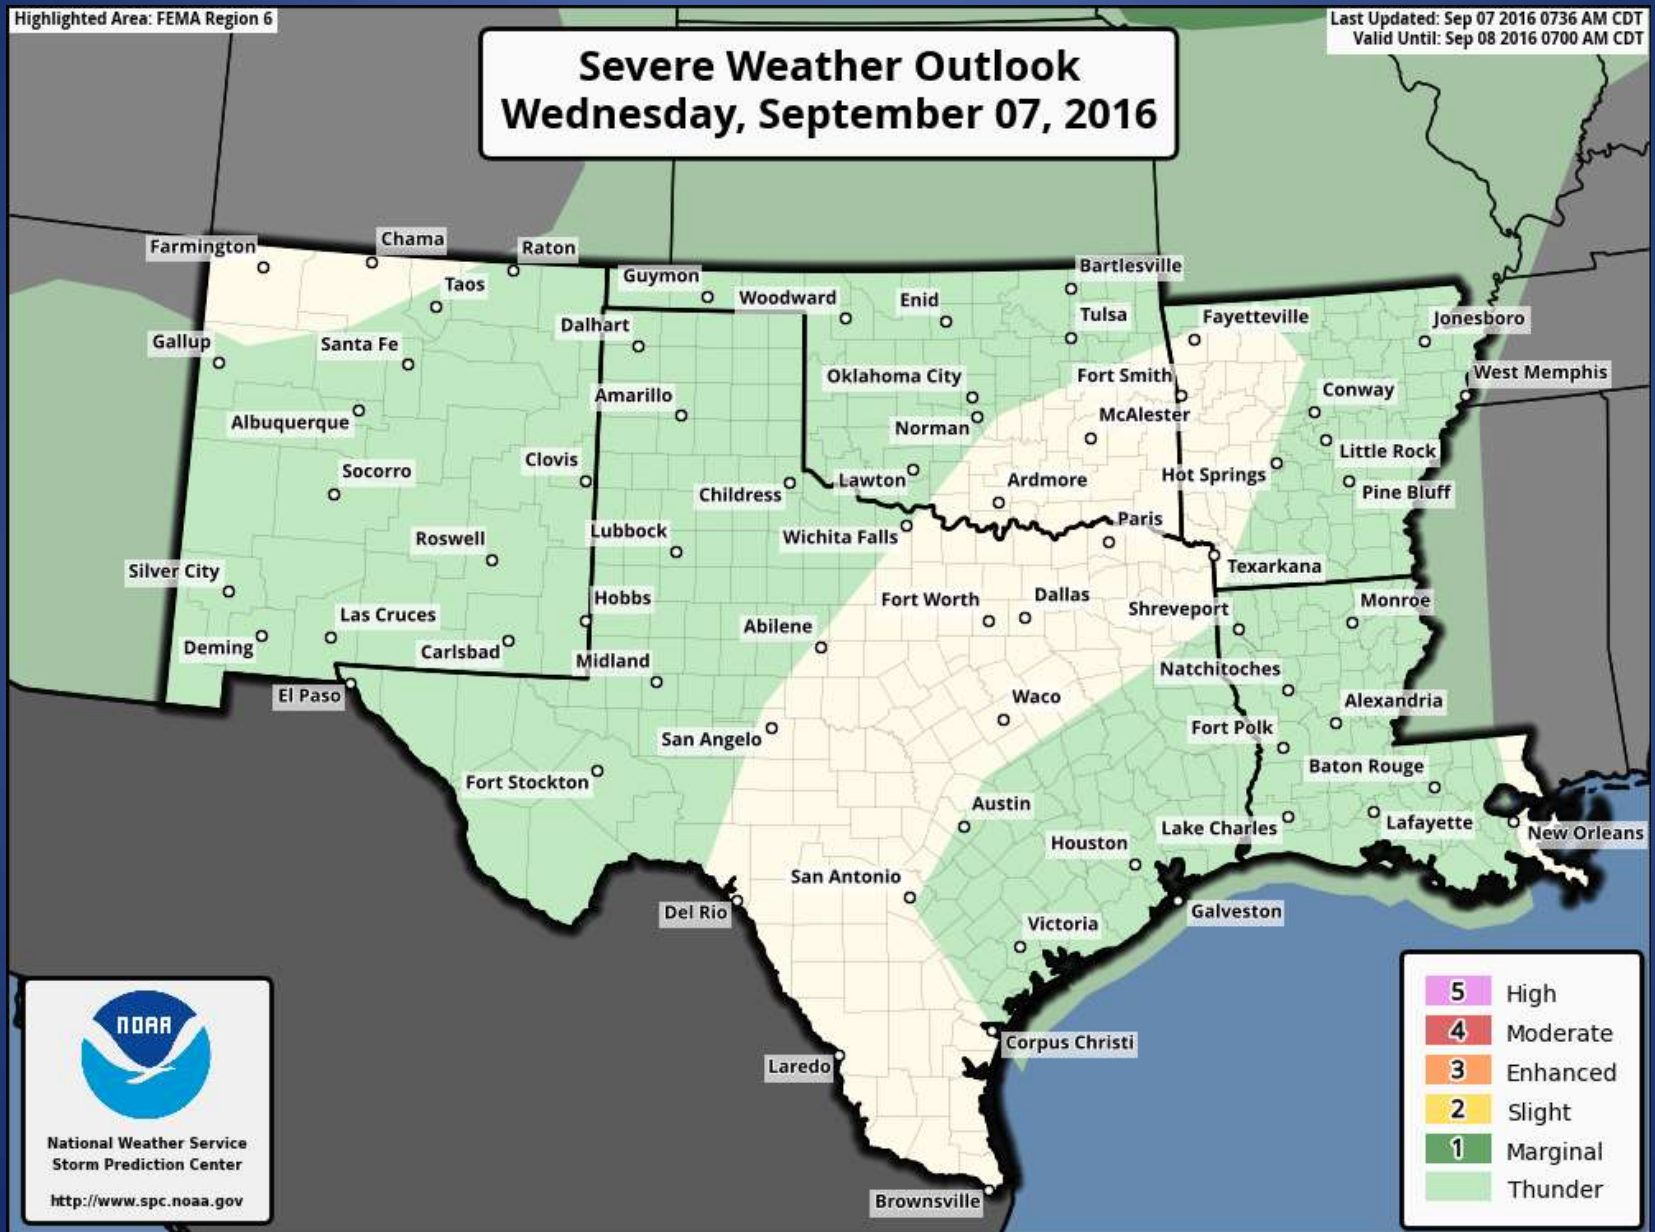 Highlighted Area: FEMA Region 6
Last Updated: Sep 07 2016 0736 AM CDT
Valid Until: Sep 08 2016 0700 AM CDT
Severe Weather Outlook
Wednesday, September 07, 2016
Farmington
Chama
Raton
Taos
Guymon
Woodward
Enid
Bartlesville
Tulsa
Fayetteville
Jonesboro
Gallup
Santa Fe
Dalhart
Oklahoma City
Fort Smith
West Memphis
Albuquerque
Amarillo
Norman
McAlester
Conway
Socorro
Clovis
Childress
Lawton
Ardmore
Hot Springs
Little Rock
Pine Bluff
Roswell
Lubbock
Wichita Falls
Paris
Texarkana
Silver City
Las Cruces
Hobbs
Fort Worth
Dallas
Shreveport
Monroe
Deming
Carlsbad
Midland
Abilene
Natchitoches
El Paso
San Angelo
Waco
Fort Polk
Alexandria
Fort Stockton
Austin
Baton Rouge
Houston
Lake Charles
Lafayette
New Orleans
San Antonio
Del Rio
Victoria
Galveston
Corpus Christi
Laredo
Brownsville
NOAA
National Weather Service
Storm Prediction Center
http://www.spc.noaa.gov
5 High
4 Moderate
3 Enhanced
2 Slight
1 Marginal
Thunder